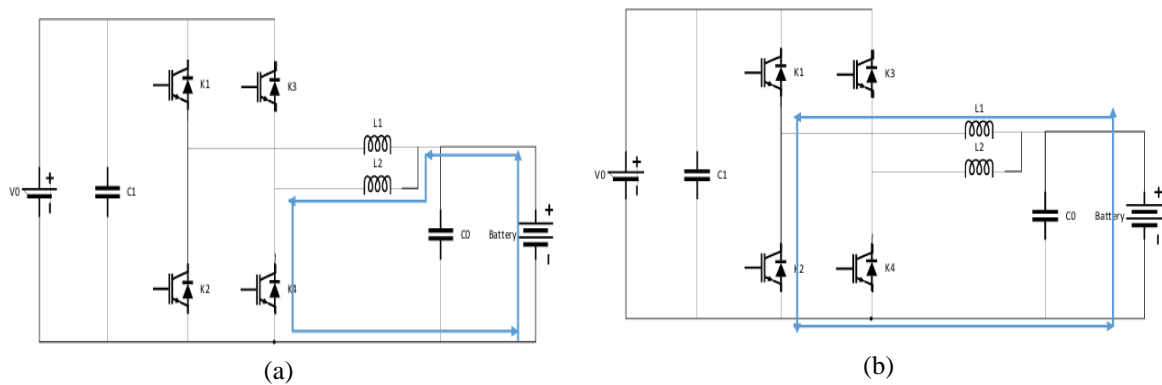 K1
K3
L1
L2
V0
+
-
C1
C0
Battery
+
-
K2
K4
(a)
K1
K3
L1
L2
V0
+
-
C1
C0
Battery
+
-
K2
K4
(b)